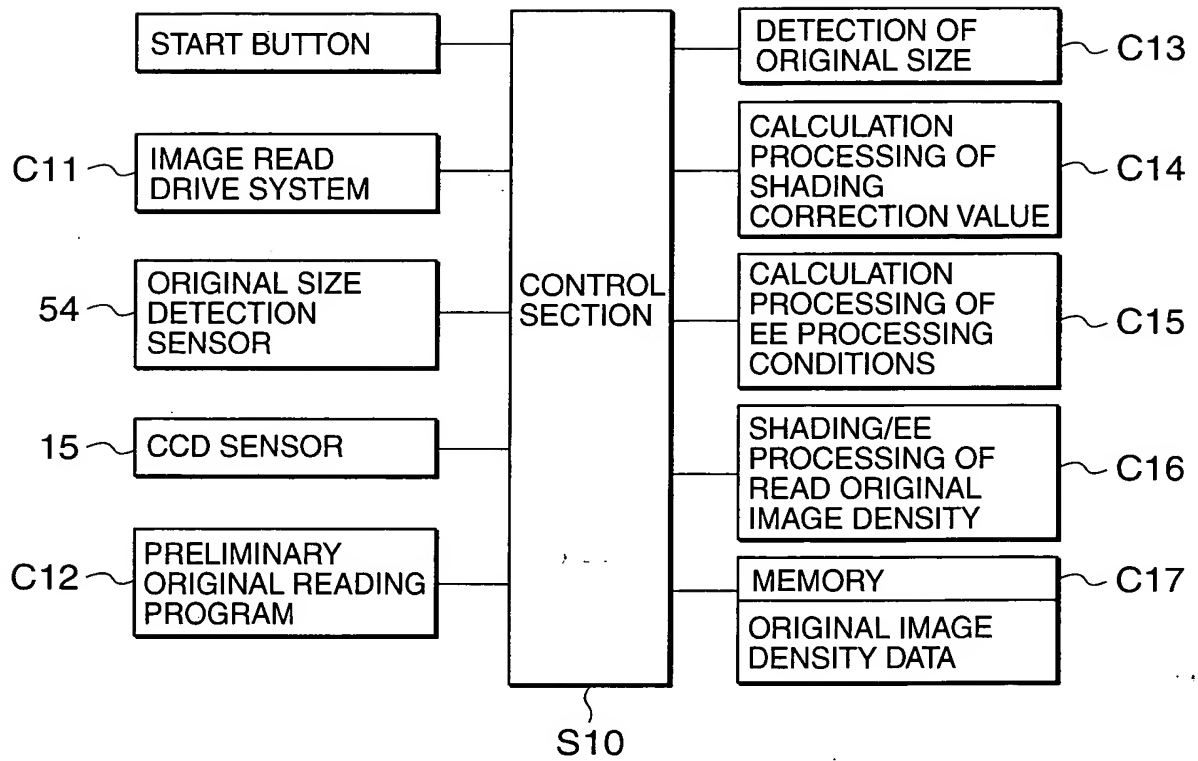 START BUTTON
C11
IMAGE READ
DRIVE SYSTEM
54
ORIGINAL SIZE
DETECTION
SENSOR
15
CCD SENSOR
C12
PRELIMINARY
ORIGINAL READING
PROGRAM
CONTROL
SECTION
S10
DETECTION OF
ORIGINAL SIZE
C13
CALCULATION
PROCESSING OF
SHADING
CORRECTION VALUE
C14
CALCULATION
PROCESSING OF
EE PROCESSING
CONDITIONS
C15
SHADING/EE
PROCESSING OF
READ ORIGINAL
IMAGE DENSITY
C16
MEMORY
C17
ORIGINAL IMAGE
DENSITY DATA